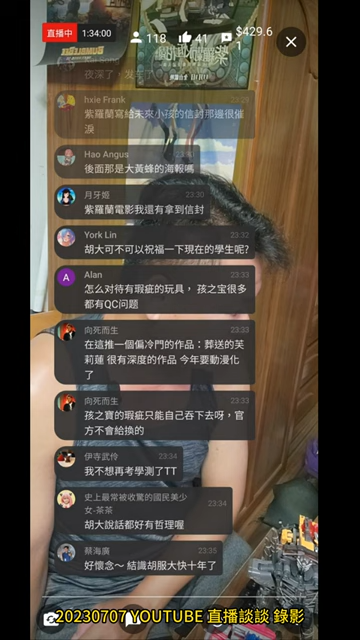 直播中 1:34:00 118 41 $429.6
1
夜深了，
hxie Frank 23:29
紫羅蘭寫給未來小孩的信封那邊很催
淚
Hao Angus
後面那是大黃蜂的海報嗎
月牙姬 23:30
紫羅蘭電影我還有拿到信封
York Lin 23:32
胡大可不可以祝福一下現在的學生呢?
A Alan 23:33
怎么对待有瑕疵的玩具， 孩之宝很多
都有QC问题
向死而生 23:33
在這推一個偏冷門的作品：葬送的芙
莉蓮 很有深度的作品 今年要動漫化
了
向死而生 23:33
孩之寶的瑕疵只能自己吞下去呀，官
方不會給換的
伊寺武伶 23:34
我不想再考學測了TT
史上最常被收驚的國民美少
女-茶茶 23:34
胡大說話都好有哲理喔
蔡海廣 23:35
好懷念～ 結識胡服大快十年了
20230707 YOUTUBE 直播談談 錄影